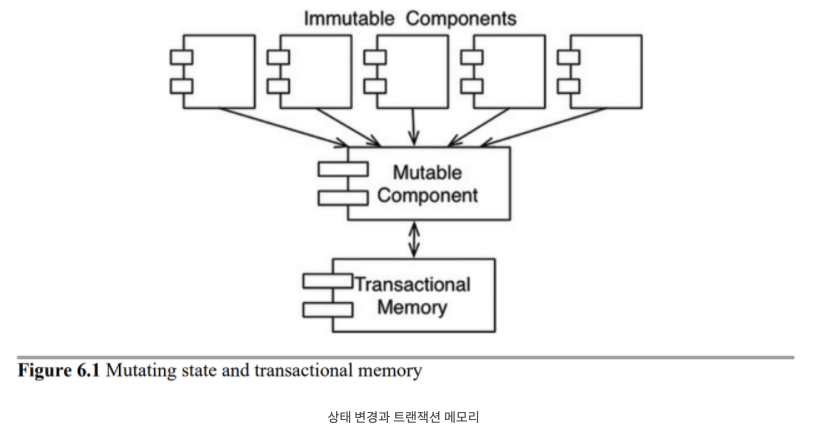 Immutable Components
Mutable
Component
Transactional
Memory
Figure 6.1 Mutating state and transactional memory
상태 변경과 트랜잭션 메모리